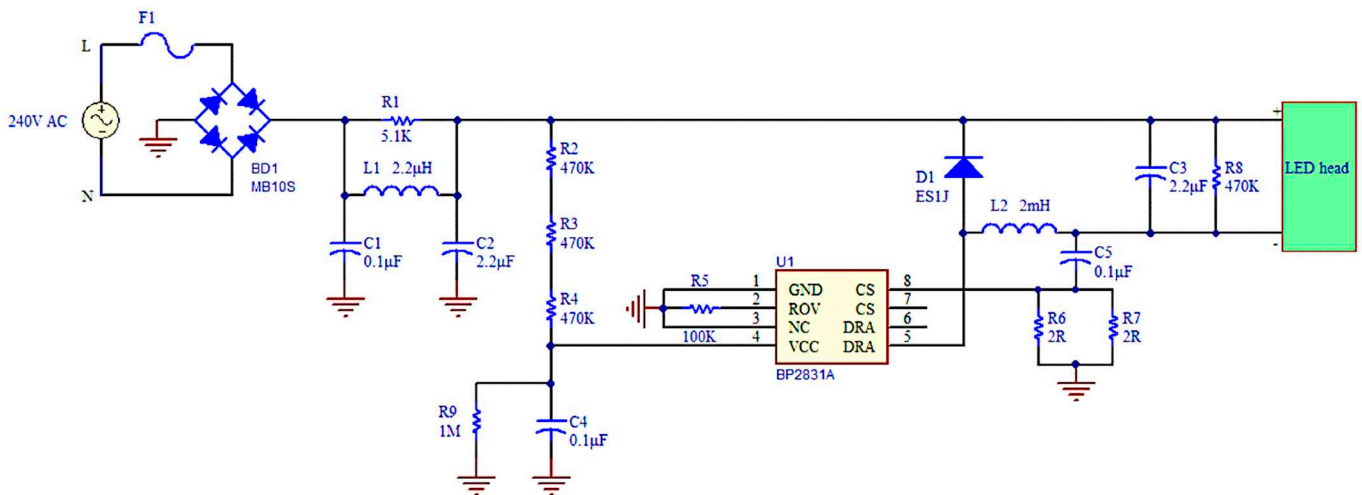 F1
L
240V AC
N
BD1
MB10S
R1
5.1K
L1 2.2µH
C1
0.1µF
C2
2.2µF
R2
470K
R3
470K
R4
470K
R9
1M
C4
0.1µF
R5
100K
U1
1 GND CS 8
2 ROV CS 7
3 NC DRA 6
4 VCC DRA 5
BP2831A
D1
ES1J
L2 2mH
C5
0.1µF
R6
2R
R7
2R
C3
2.2µF
R8
470K
+
LED head
-